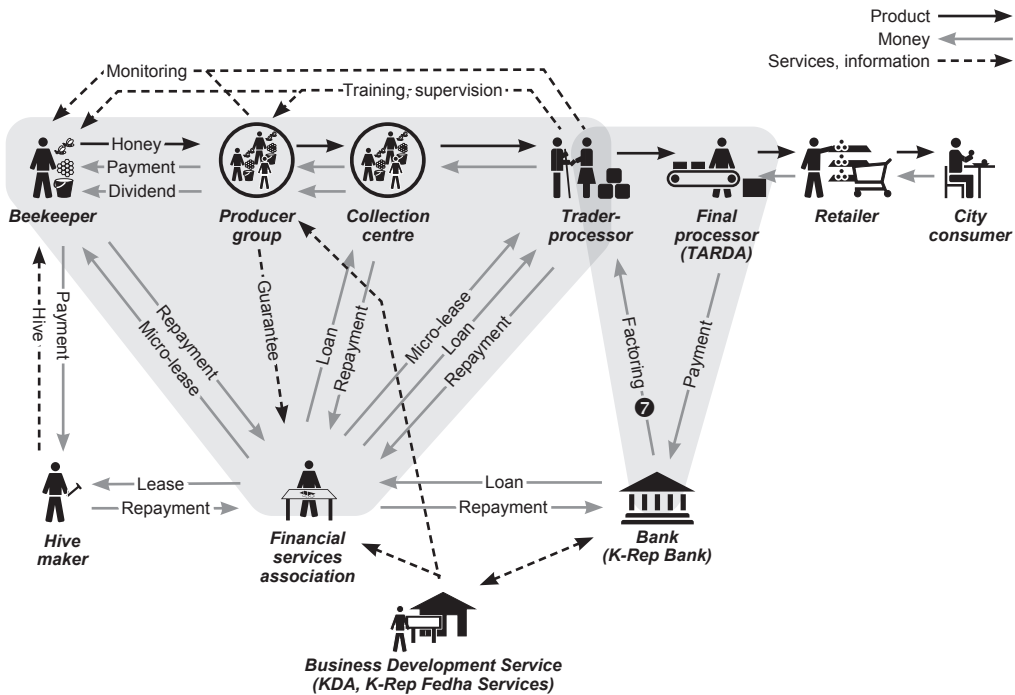 Product
Money
Services, information
Monitoring
Training, supervision
Honey
Payment
Dividend
Beekeeper
Producer
group
Collection
centre
Trader-
processor
Final
processor
(TARDA)
Retailer
City
consumer
Hive
Payment
Repayment
Micro-lease
Guarantee
Loan
Repayment
Micro-lease
Loan
Repayment
Factoring
7
Payment
Lease
Repayment
Loan
Repayment
Hive
maker
Financial
services
association
Bank
(K-Rep Bank)
Business Development Service
(KDA, K-Rep Fedha Services)